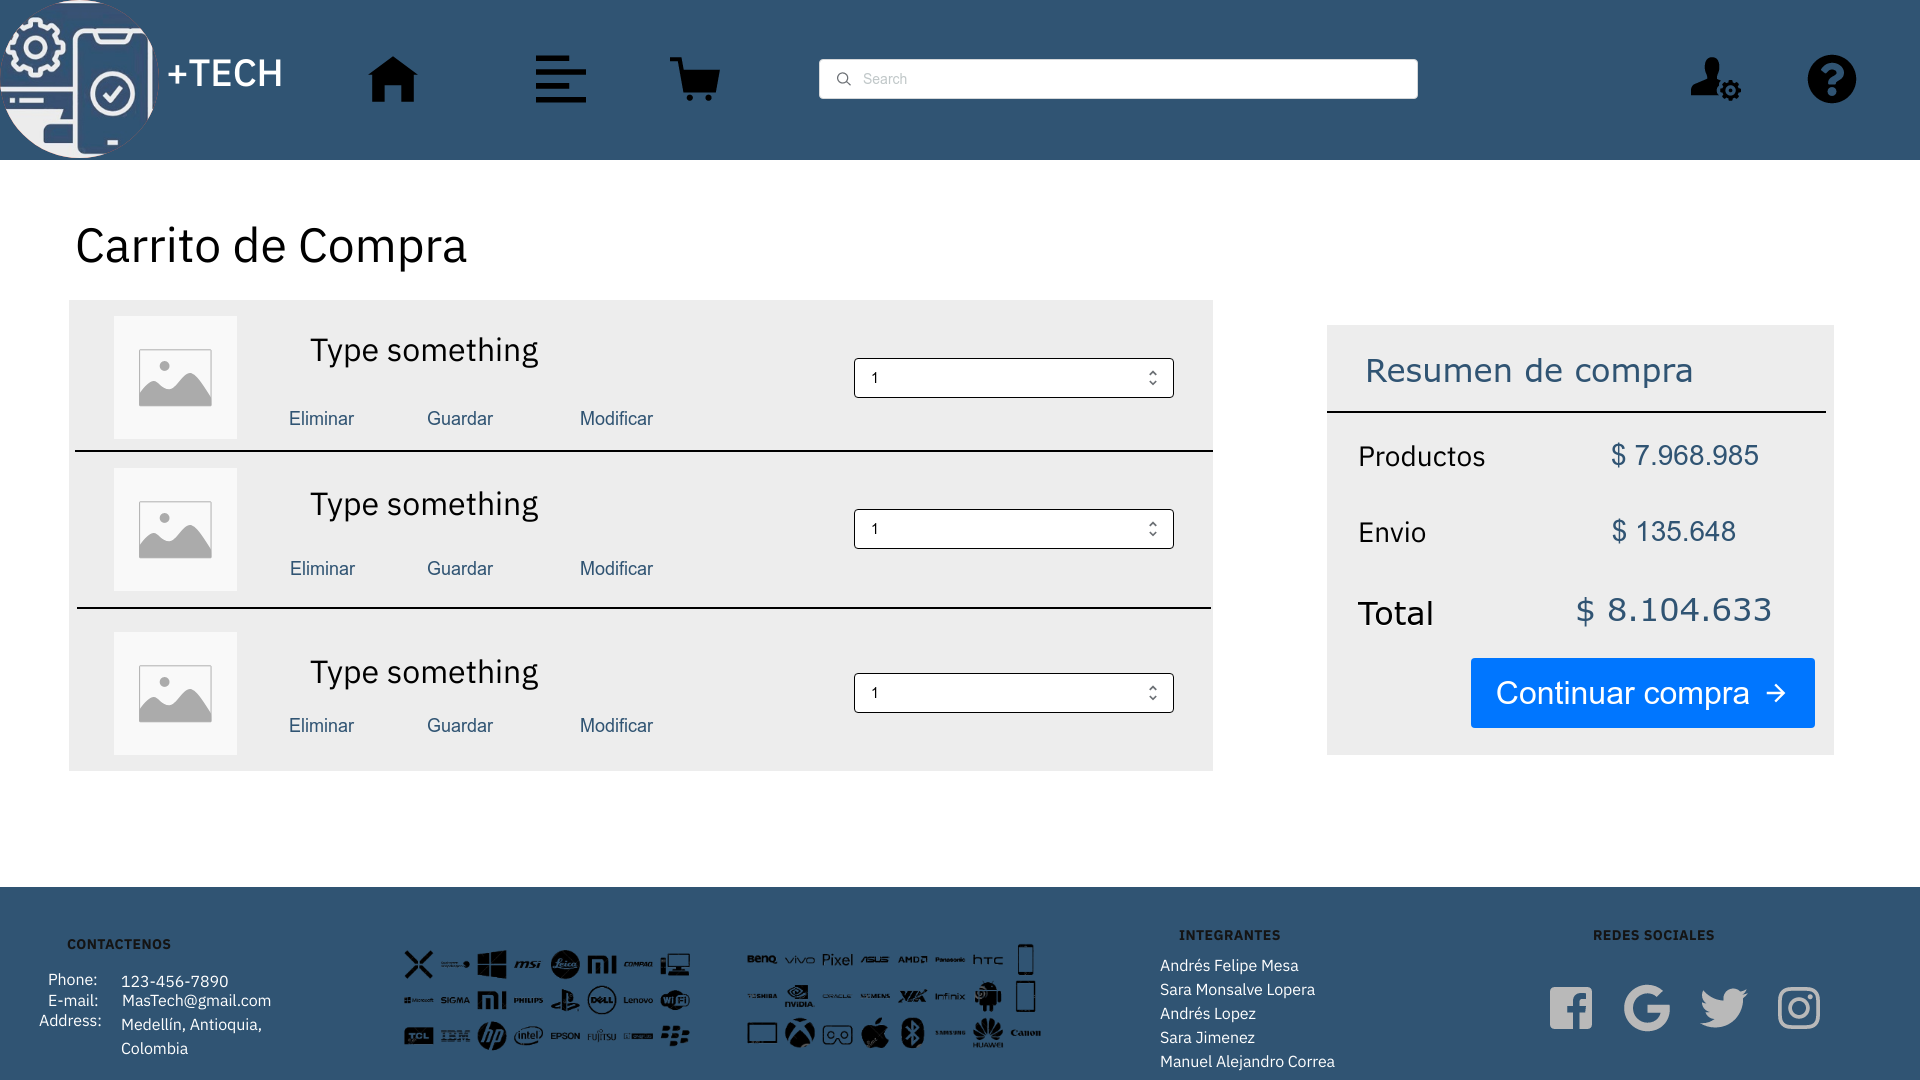 +TECH
Search
Carrito de Compra
Type something
1
Eliminar Guardar Modificar
Type something
1
Eliminar Guardar Modificar
Type something
1
Eliminar Guardar Modificar
Resumen de compra
Productos $ 7.968.985
Envio $ 135.648
Total $ 8.104.633
Continuar compra
CONTACTENOS
Phone: 123-456-7890
E-mail: MasTech@gmail.com
Address: Medellín, Antioquia,
Colombia
msi Leica mi COMPAQ
Microsoft SIGMA mi PHILIPS DELL Lenovo WiFi
TCL IBM hp intel EPSON FUJITSU
BenQ vivo Pixel ASUS AMD Panasonic hTC
TOSHIBA NVIDIA ORACLE SIEMENS VIA Infinix
SAMSUNG HUAWEI Canon
INTEGRANTES
Andrés Felipe Mesa
Sara Monsalve Lopera
Andrés Lopez
Sara Jimenez
Manuel Alejandro Correa
REDES SOCIALES